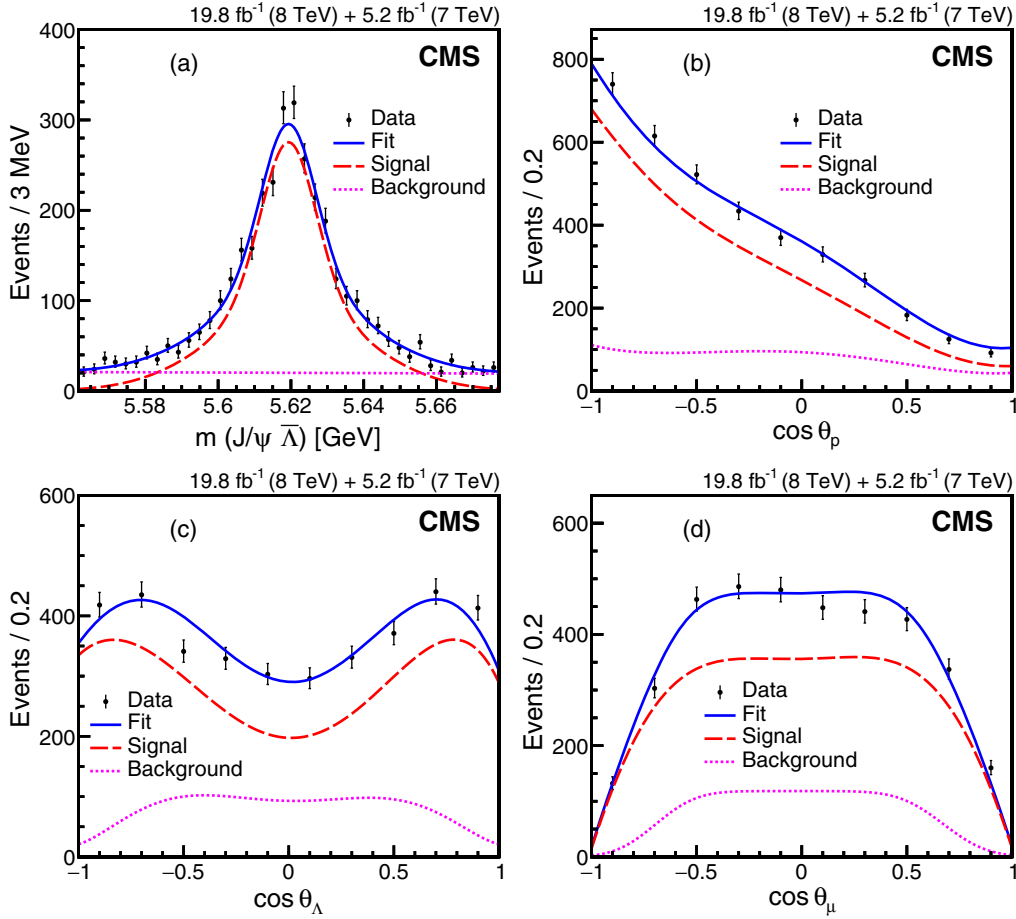 19.8 fb⁻¹ (8 TeV) + 5.2 fb⁻¹ (7 TeV)
(a)
CMS
Data
Fit
Signal
Background
Events / 3 MeV
400
300
200
100
0
5.58 5.6 5.62 5.64 5.66
m (J/ψ Λ̅) [GeV]
19.8 fb⁻¹ (8 TeV) + 5.2 fb⁻¹ (7 TeV)
(b)
CMS
Data
Fit
Signal
Background
Events / 0.2
800
600
400
200
0
−1 −0.5 0 0.5 1
cos θp
19.8 fb⁻¹ (8 TeV) + 5.2 fb⁻¹ (7 TeV)
(c)
CMS
Data
Fit
Signal
Background
Events / 0.2
600
400
200
0
−1 −0.5 0 0.5 1
cos θΛ
19.8 fb⁻¹ (8 TeV) + 5.2 fb⁻¹ (7 TeV)
(d)
CMS
Data
Fit
Signal
Background
Events / 0.2
600
400
200
0
−1 −0.5 0 0.5 1
cos θμ